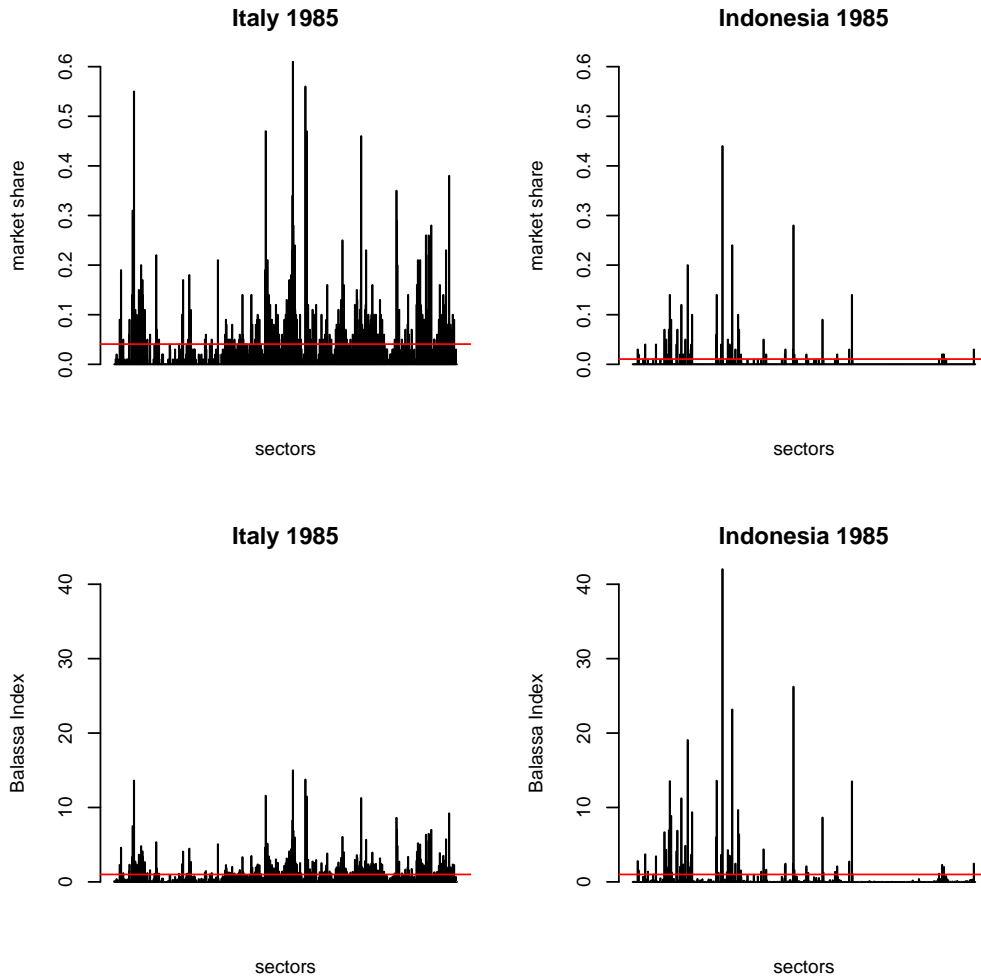 Italy 1985
market share
0.0 0.1 0.2 0.3 0.4 0.5 0.6
sectors
Indonesia 1985
market share
0.0 0.1 0.2 0.3 0.4 0.5 0.6
sectors
Italy 1985
Balassa Index
0 10 20 30 40
sectors
Indonesia 1985
Balassa Index
0 10 20 30 40
sectors